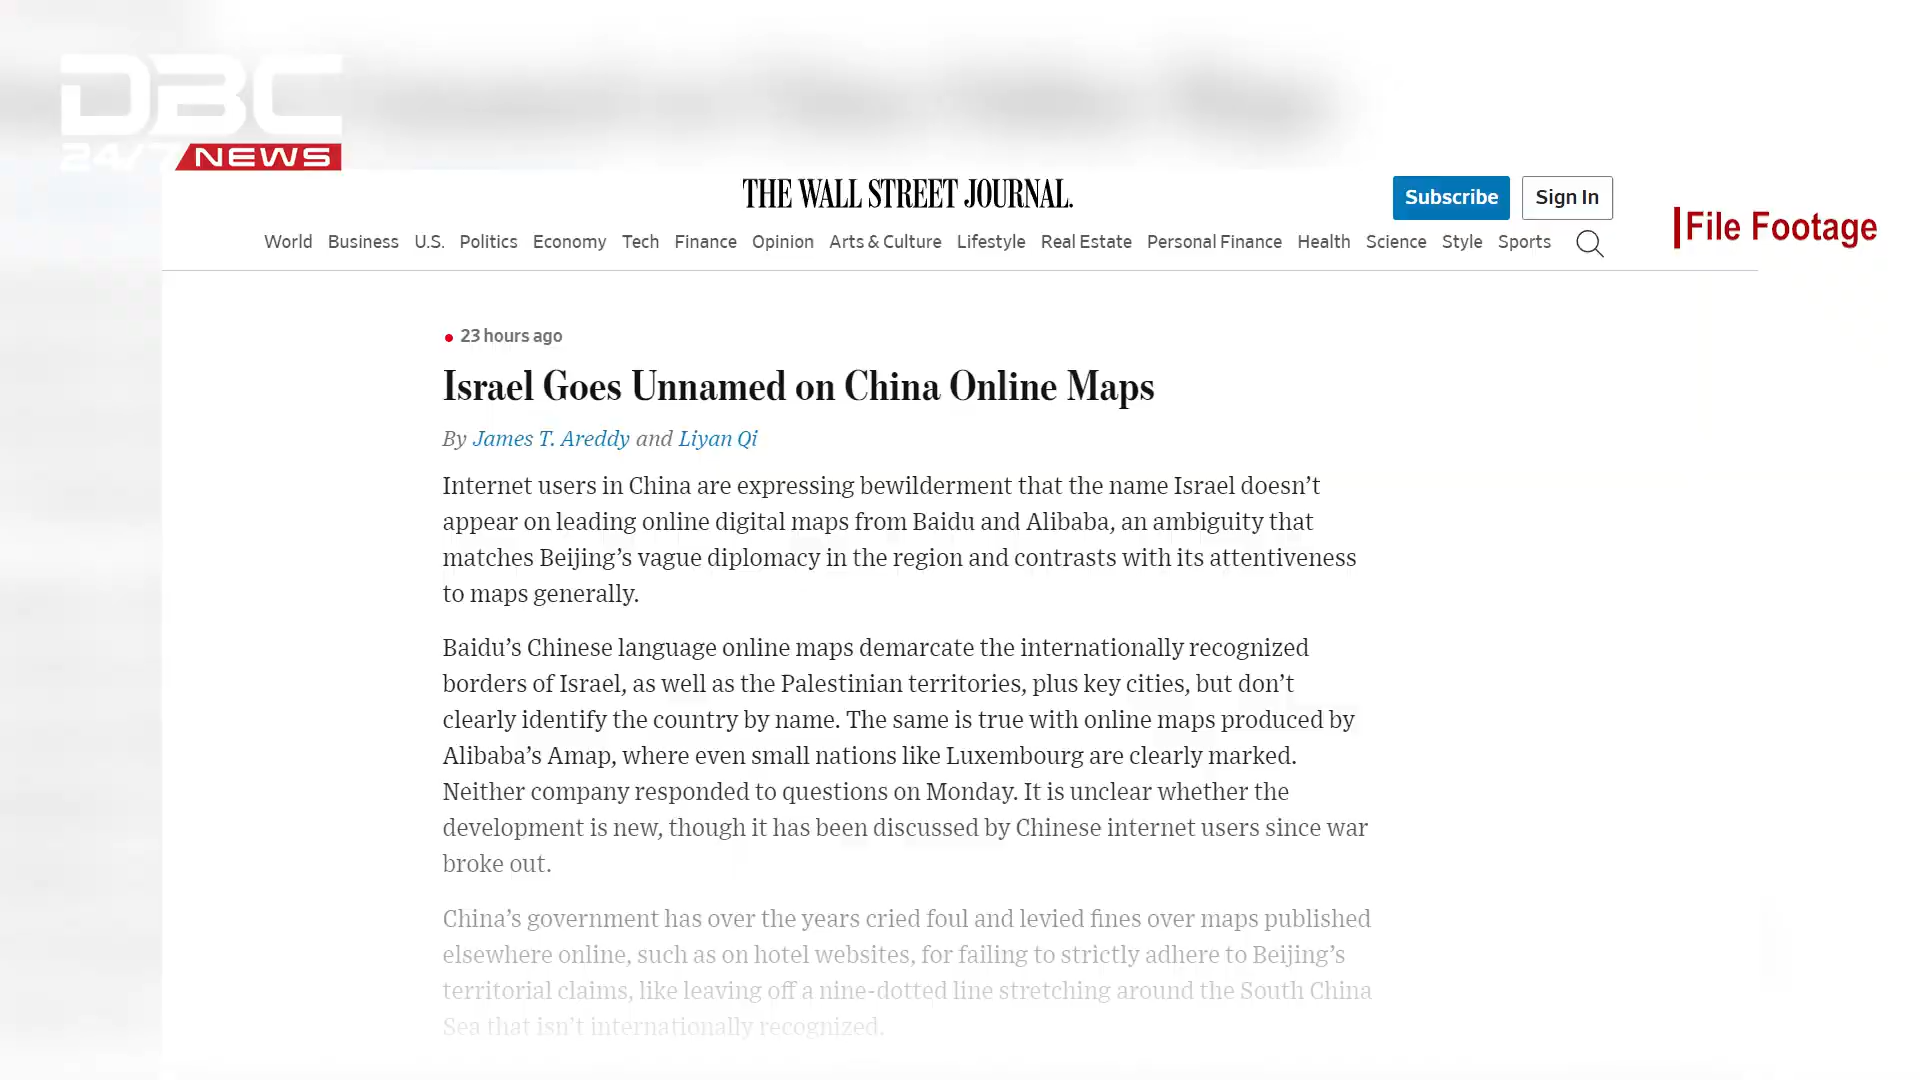 DBC
24/7 NEWS
THE WALL STREET JOURNAL.
Subscribe
Sign In
File Footage
World Business U.S. Politics Economy Tech Finance Opinion Arts & Culture Lifestyle Real Estate Personal Finance Health Science Style Sports
• 23 hours ago
Israel Goes Unnamed on China Online Maps
By James T. Areddy and Liyan Qi
Internet users in China are expressing bewilderment that the name Israel doesn’t
appear on leading online digital maps from Baidu and Alibaba, an ambiguity that
matches Beijing’s vague diplomacy in the region and contrasts with its attentiveness
to maps generally.
Baidu’s Chinese language online maps demarcate the internationally recognized
borders of Israel, as well as the Palestinian territories, plus key cities, but don’t
clearly identify the country by name. The same is true with online maps produced by
Alibaba’s Amap, where even small nations like Luxembourg are clearly marked.
Neither company responded to questions on Monday. It is unclear whether the
development is new, though it has been discussed by Chinese internet users since war
broke out.
China’s government has over the years cried foul and levied fines over maps published
elsewhere online, such as on hotel websites, for failing to strictly adhere to Beijing’s
territorial claims, like leaving off a nine-dotted line stretching around the South China
Sea that isn’t internationally recognized.